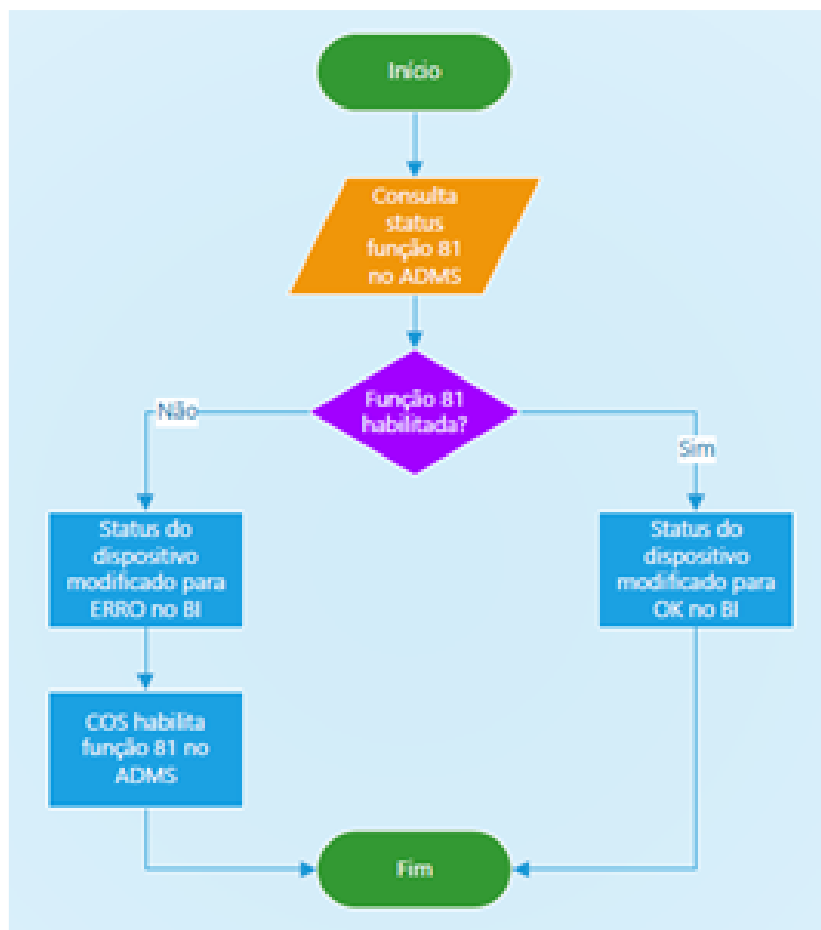 Início
Consulta
status
função 81
no ADMS
Função 81
habilitada?
Não
Sim
Status do
dispositivo
modificado para
ERRO no BI
Status do
dispositivo
modificado para
OK no BI
COS habilita
função 81 no
ADMS
Fim